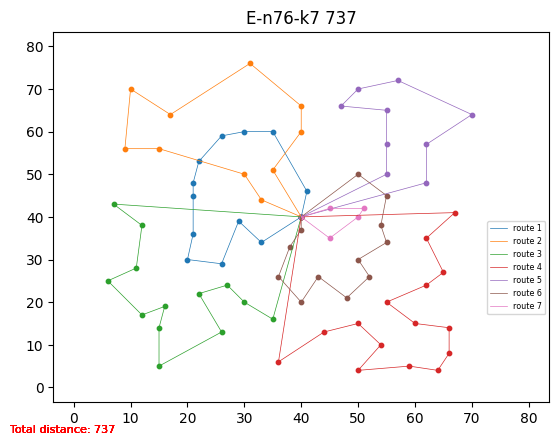 E-n76-k7 737
80
70
60
50
40
30
20
10
0
route 1
route 2
route 3
route 4
route 5
route 6
route 7
0 10 20 30 40 50 60 70 80
Total distance: 737